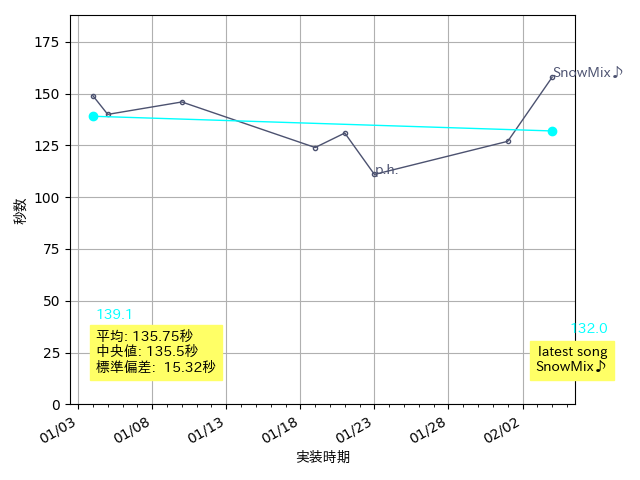 175
150
125
100
75
50
25
0
秒数
SnowMix♪
p.h.
139.1
平均: 135.75秒
中央値: 135.5秒
標準偏差: 15.32秒
132.0
latest song
SnowMix♪
01/03
01/08
01/13
01/18
01/23
01/28
02/02
実装時期